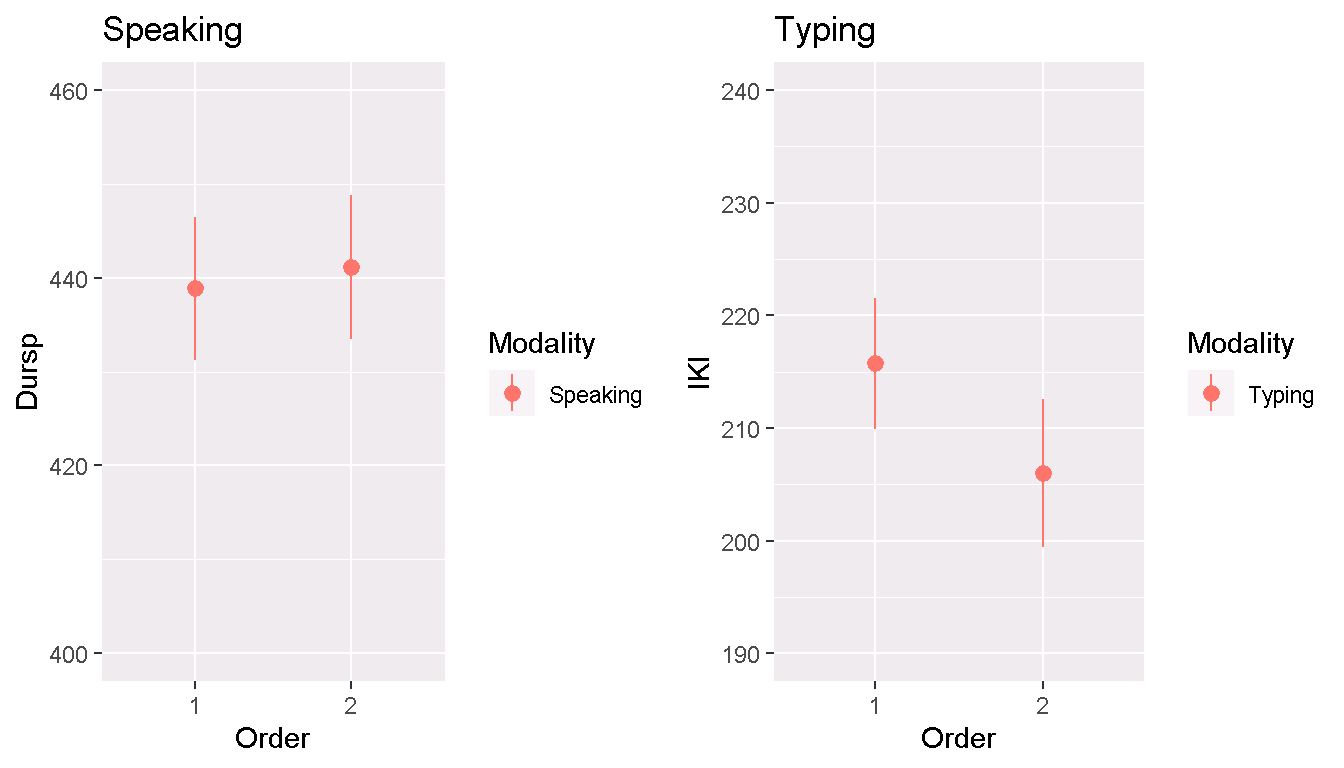 Speaking
460
440
420
400
Dursp
1 2
Order
Modality
Speaking
Typing
240
230
220
210
200
190
IKI
1 2
Order
Modality
Typing